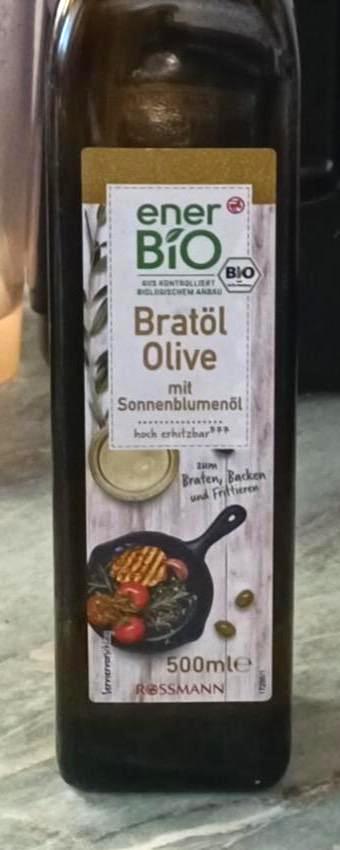 ener
BiO
AUS KONTROLLIERT
BIOLOGISCHEM ANBAU
BIO
Bratöl
Olive
mit
Sonnenblumenöl
hoch erhitzbar***
zum
Braten, Backen
und Frittieren
500ml℮
ROSSMANN
Serviervorschlag